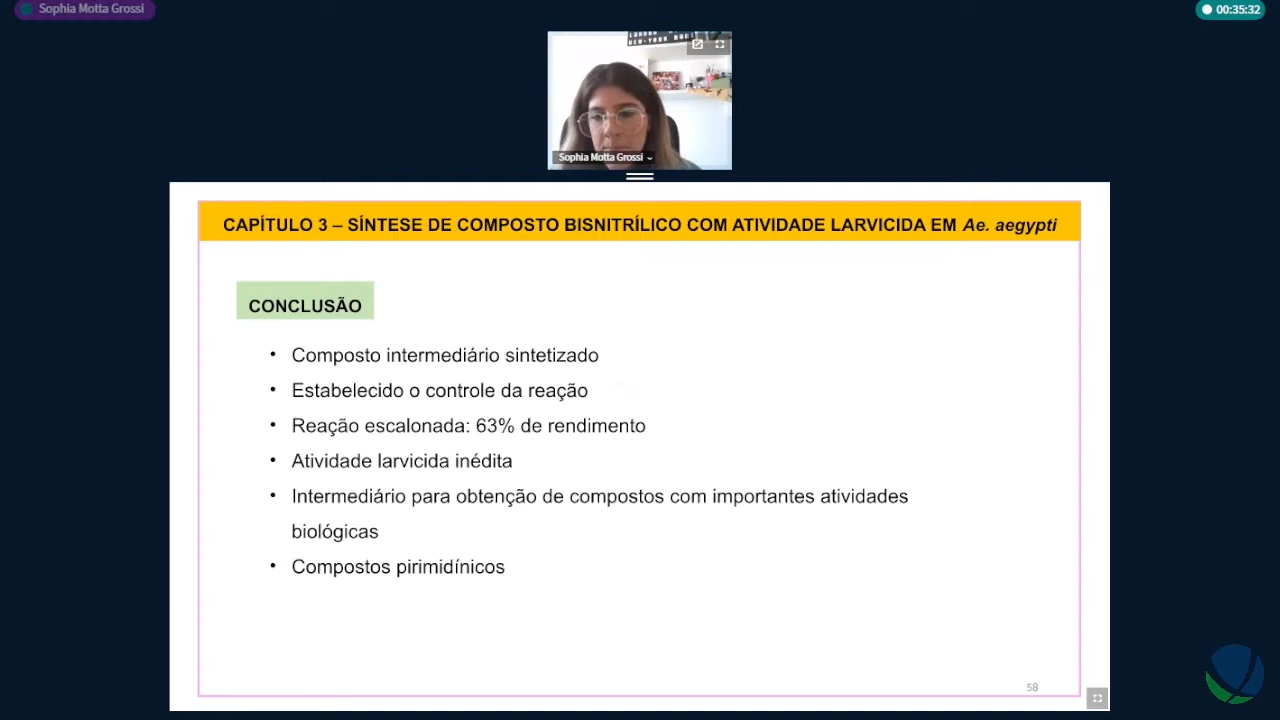 Sophia Motta Grossi
00:35:32
Sophia Motta Grossi
CAPÍTULO 3 – SÍNTESE DE COMPOSTO BISNITRÍLICO COM ATIVIDADE LARVICIDA EM Ae. aegypti
CONCLUSÃO
• Composto intermediário sintetizado
• Estabelecido o controle da reação
• Reação escalonada: 63% de rendimento
• Atividade larvicida inédita
• Intermediário para obtenção de compostos com importantes atividades
biológicas
• Compostos pirimidínicos
58